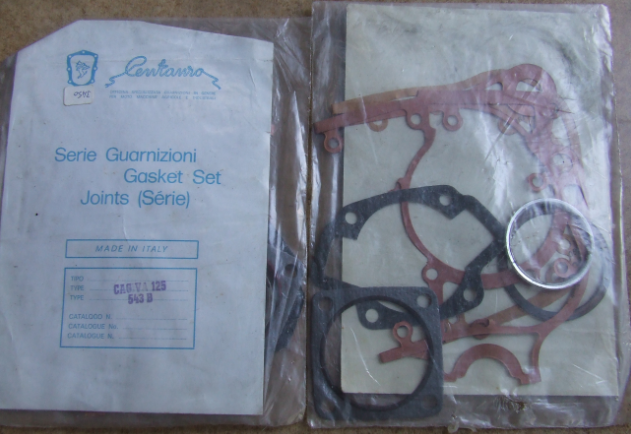 Centauro
Serie Guarnizioni
Gasket Set
Joints (Série)
MADE IN ITALY
TIPO
TYPE
TYPE
CAGIVA 125
543 B
CATALOGO N.
CATALOGUE No.
CATALOGUE N.